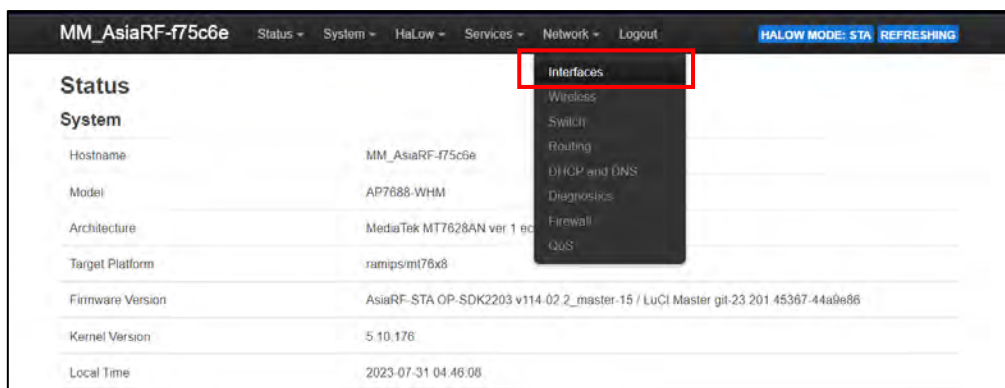 MM_AsiaRF-f75c6e Status System HaLow Services Network Logout HALOW MODE: STA REFRESHING
Interfaces
Wireless
Switch
Routing
DHCP and DNS
Diagnostics
Firewall
QoS
Status
System
Hostname MM_AsiaRF-f75c6e
Model AP7688-WHM
Architecture MediaTek MT7628AN ver 1 ec
Target Platform ramips/mt76x8
Firmware Version AsiaRF-STA OP-SDK2203 v114-02.2_master-15 / LuCI Master git-23.201.45367-44a9e86
Kernel Version 5.10.176
Local Time 2023-07-31 04:46:08